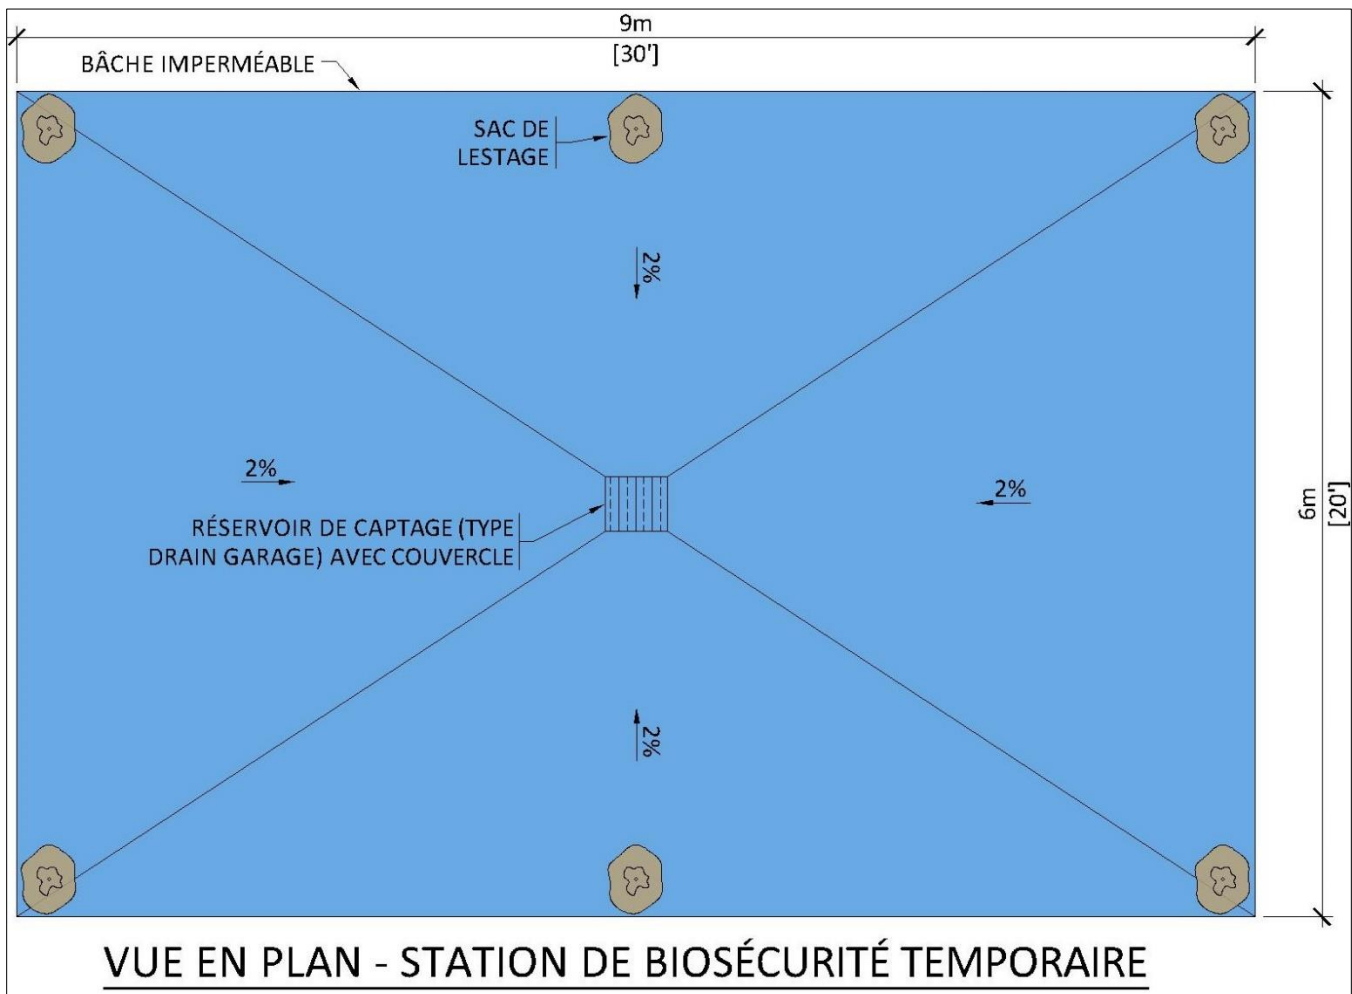 9m
[30']
BÂCHE IMPERMÉABLE
SAC DE
LESTAGE
2%
2%
2%
RÉSERVOIR DE CAPTAGE (TYPE
DRAIN GARAGE) AVEC COUVERCLE
6m
[20']
2%
VUE EN PLAN - STATION DE BIOSÉCURITÉ TEMPORAIRE